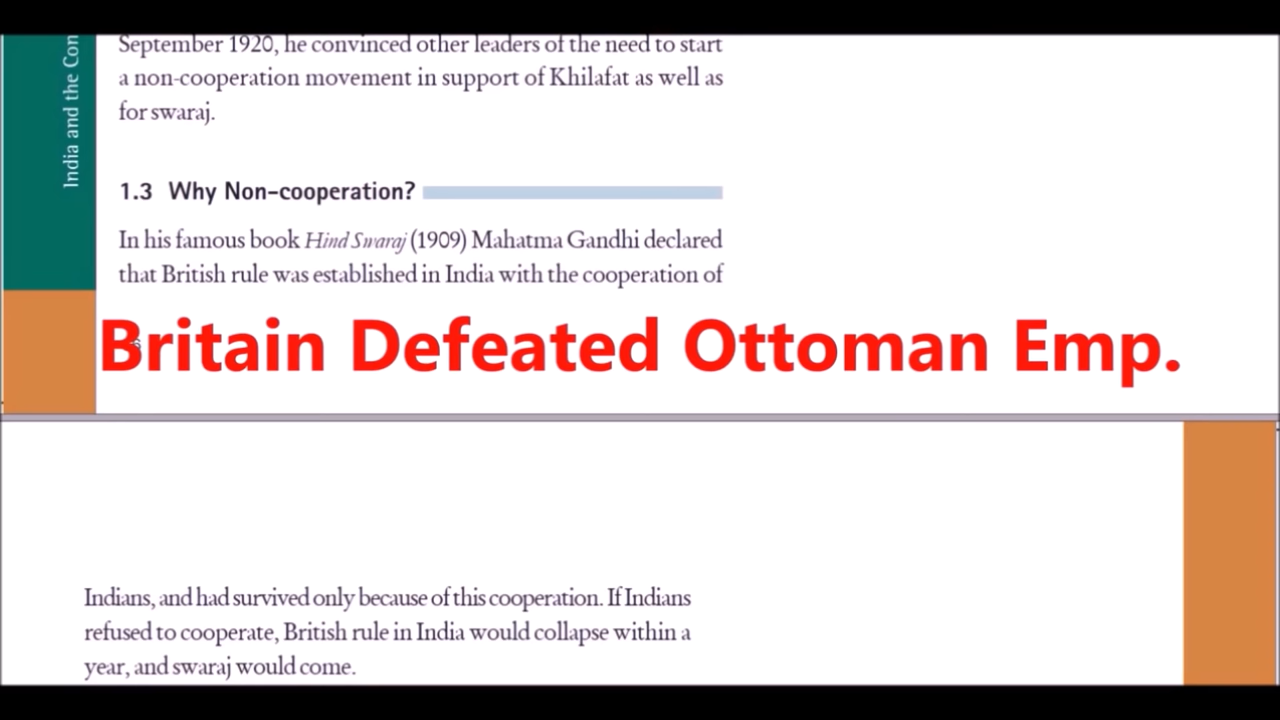 India and the Con
September 1920, he convinced other leaders of the need to start
a non-cooperation movement in support of Khilafat as well as
for swaraj.
1.3 Why Non-cooperation?
In his famous book Hind Swaraj (1909) Mahatma Gandhi declared
that British rule was established in India with the cooperation of
Britain Defeated Ottoman Emp.
Indians, and had survived only because of this cooperation. If Indians
refused to cooperate, British rule in India would collapse within a
year, and swaraj would come.